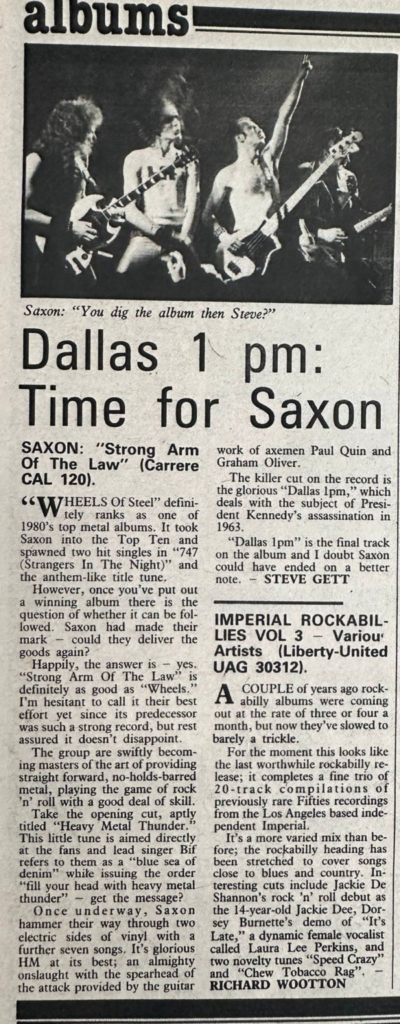 albums
Saxon: "You dig the album then Steve?"
Dallas 1 pm:
Time for Saxon
SAXON: "Strong Arm
Of The Law" (Carrere
CAL 120).
"WHEELS Of Steel" defini-
tely ranks as one of
1980's top metal albums. It took
Saxon into the Top Ten and
spawned two hit singles in "747
(Strangers In The Night)" and
the anthem-like title tune.
However, once you've put out
a winning album there is the
question of whether it can be fol-
lowed. Saxon had made their
mark — could they deliver the
goods again?
Happily, the answer is — yes.
"Strong Arm Of The Law" is
definitely as good as "Wheels."
I'm hesitant to call it their best
effort yet since its predecessor
was such a strong record, but rest
assured it doesn't disappoint.
The group are swiftly becom-
ing masters of the art of providing
straight forward, no-holds-barred
metal, playing the game of rock
'n' roll with a good deal of skill.
Take the opening cut, aptly
titled "Heavy Metal Thunder."
This little tune is aimed directly
at the fans and lead singer Bif
refers to them as a "blue sea of
denim" while issuing the order
"fill your head with heavy metal
thunder" — get the message?
Once underway, Saxon
hammer their way through two
electric sides of vinyl with a
further seven songs. It's glorious
HM at its best; an almighty
onslaught with the spearhead of
the attack provided by the guitar
work of axemen Paul Quin and
Graham Oliver.
The killer cut on the record is
the glorious "Dallas 1pm," which
deals with the subject of Presi-
dent Kennedy's assassination in
1963.
"Dallas 1pm" is the final track
on the album and I doubt Saxon
could have ended on a better
note. — STEVE GETT
IMPERIAL ROCKABIL-
LIES VOL 3 — Variou'
Artists (Liberty-United
UAG 30312).
A COUPLE of years ago rock-
abilly albums were coming
out at the rate of three or four a
month, but now they've slowed to
barely a trickle.
For the moment this looks like
the last worthwhile rockabilly re-
lease; it completes a fine trio of
20-track compilations of
previously rare Fifties recordings
from the Los Angeles based inde-
pendent Imperial.
It's a more varied mix than be-
fore; the rockabilly heading has
been stretched to cover songs
close to blues and country. In-
teresting cuts include Jackie De
Shannon's rock 'n' roll debut as
the 14-year-old Jackie Dee, Dor-
sey Burnette's demo of "It's
Late," a dynamic female vocalist
called Laura Lee Perkins, and
two novelty tunes "Speed Crazy"
and "Chew Tobacco Rag". —
RICHARD WOOTTON